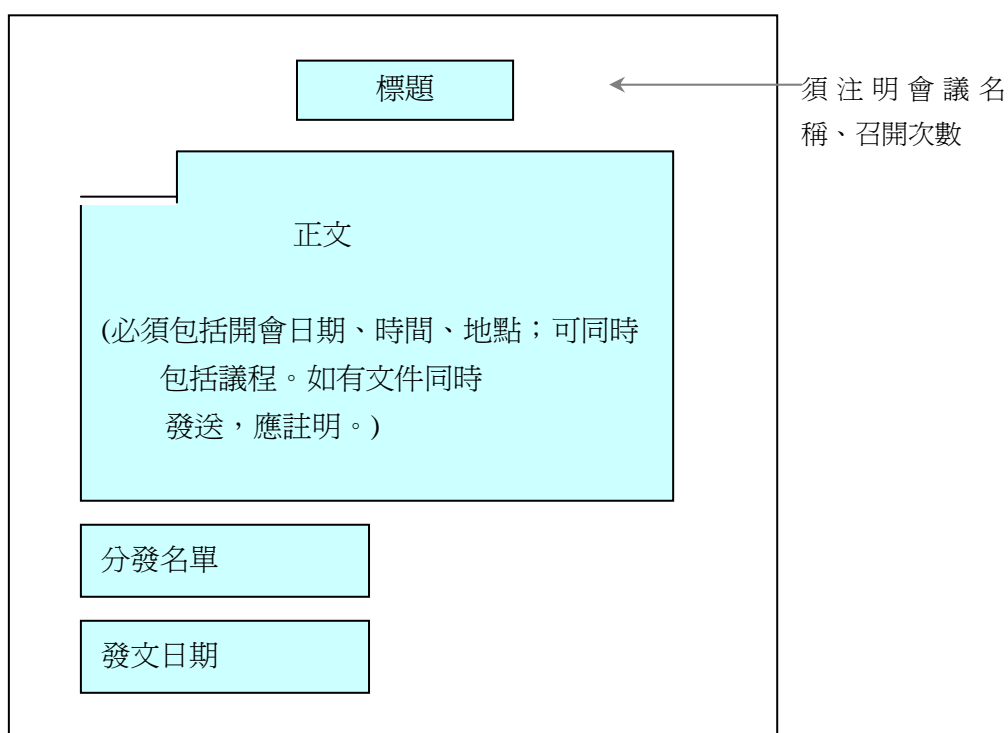 標題
須注明會議名
稱、召開次數
正文
(必須包括開會日期、時間、地點；可同時
包括議程。如有文件同時
發送，應註明。)
分發名單
發文日期